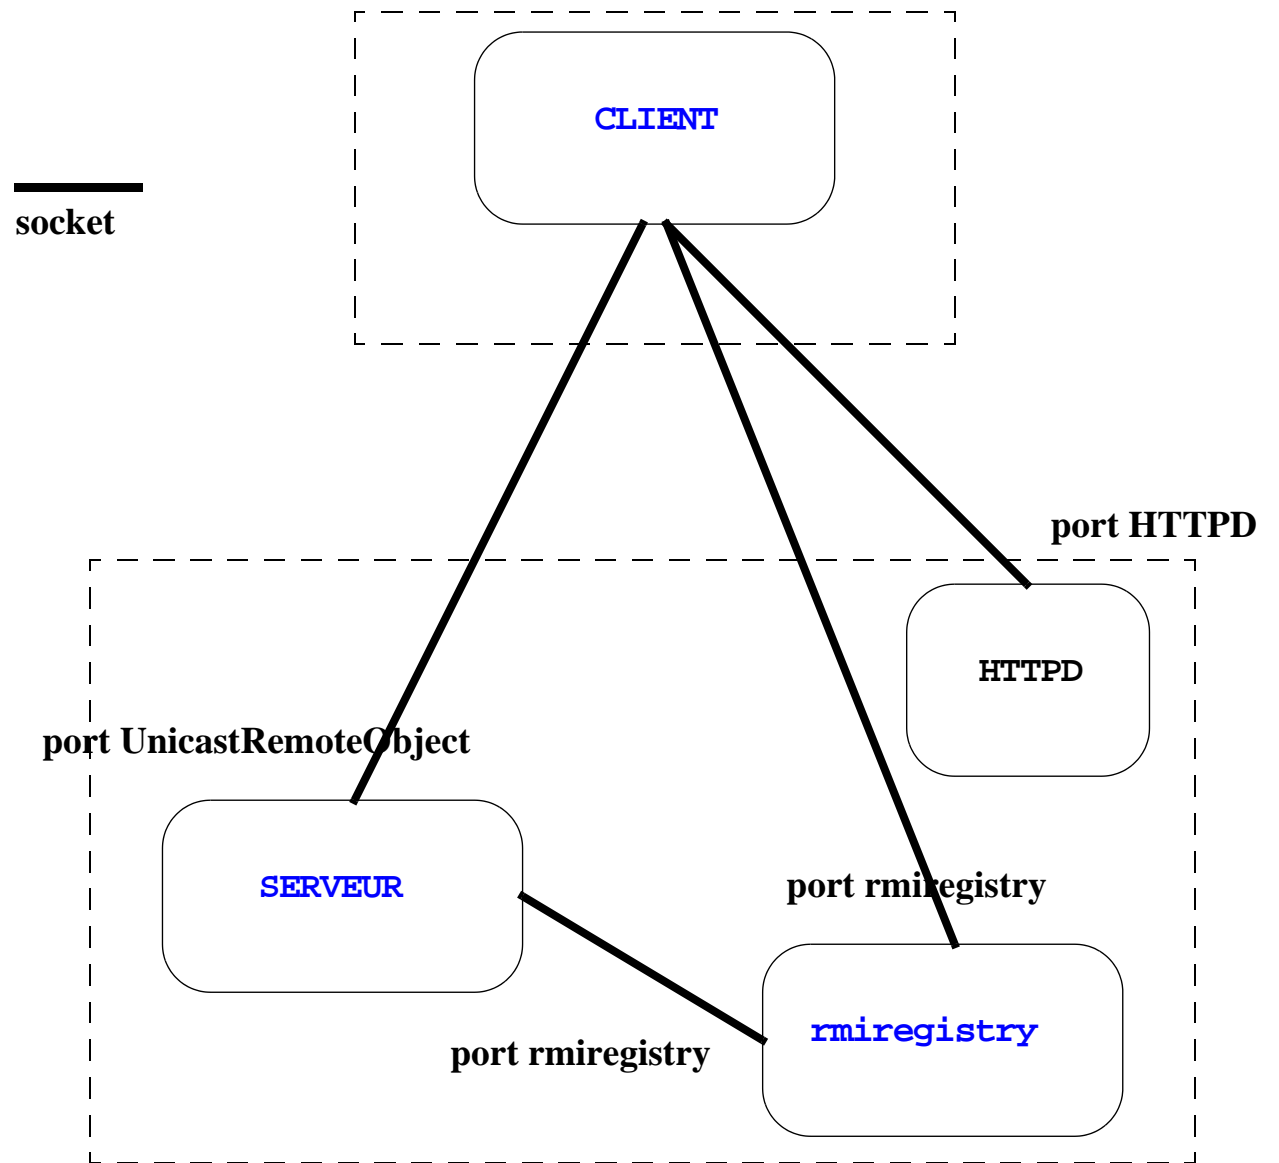 CLIENT
socket
port HTTPD
HTTPD
port UnicastRemoteObject
SERVEUR
port rmiregistry
rmiregistry
port rmiregistry